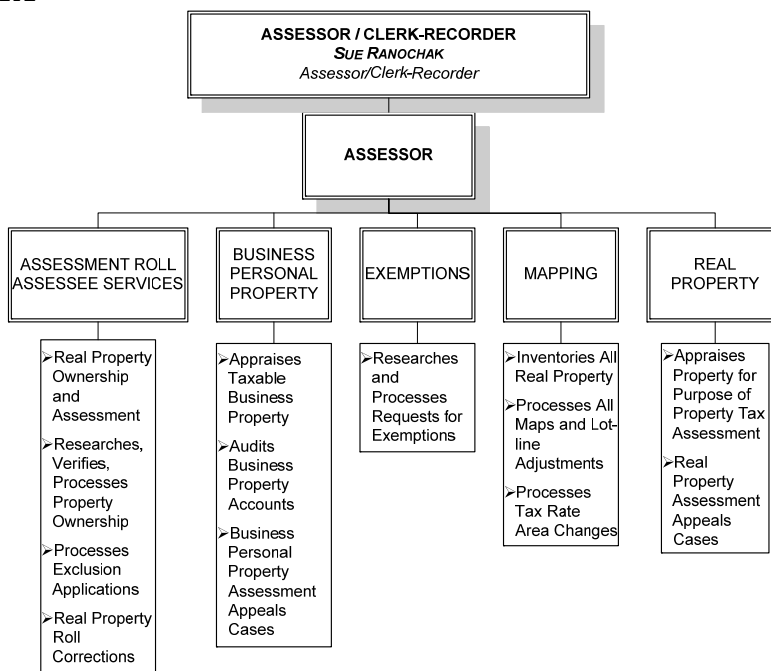 ASSESSOR / CLERK-RECORDER
SUE RANOCHAK
Assessor/Clerk-Recorder
ASSESSOR
ASSESSMENT ROLL
ASSESSEE SERVICES
➢Real Property
Ownership
and
Assessment
➢Researches,
Verifies,
Processes
Property
Ownership
➢Processes
Exclusion
Applications
➢Real Property
Roll
Corrections
BUSINESS
PERSONAL
PROPERTY
➢Appraises
Taxable
Business
Property
➢Audits
Business
Property
Accounts
➢Business
Personal
Property
Assessment
Appeals
Cases
EXEMPTIONS
➢Researches
and
Processes
Requests for
Exemptions
MAPPING
➢Inventories All
Real Property
➢Processes All
Maps and Lot-
line
Adjustments
➢Processes
Tax Rate
Area Changes
REAL
PROPERTY
➢Appraises
Property for
Purpose of
Property Tax
Assessment
➢Real
Property
Assessment
Appeals
Cases